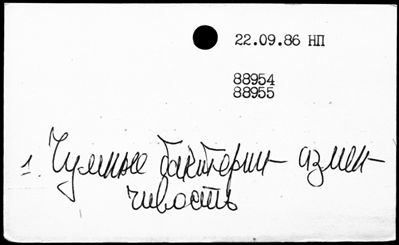 22.09.86 НП
88954
88955
1. Чумные бактерии - измен-
чивость